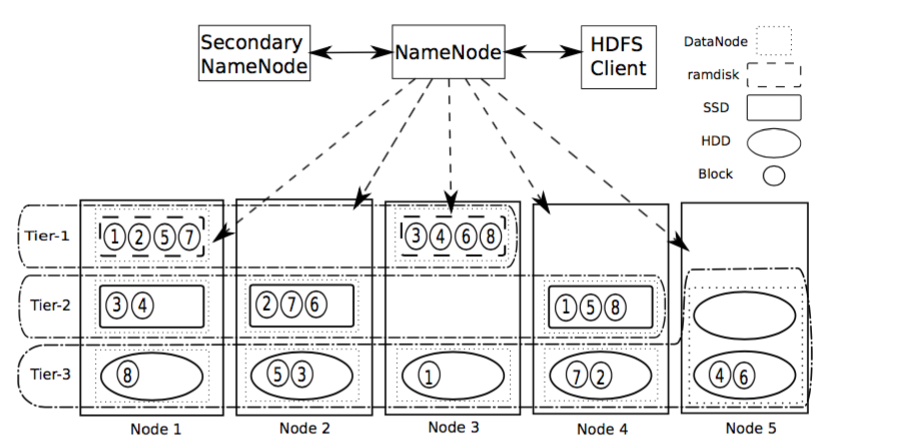 Secondary
NameNode
NameNode
HDFS
Client
DataNode
ramdisk
SSD
HDD
Block
Tier-1
1 2 5 7
3 4 6 8
Tier-2
3 4
2 7 6
1 5 8
Tier-3
8
5 3
1
7 2
4 6
Node 1
Node 2
Node 3
Node 4
Node 5